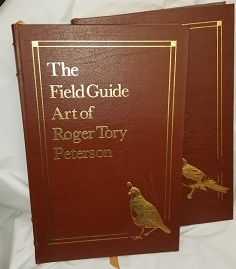 The
Field Guide
Art of
Roger Tory
Peterson